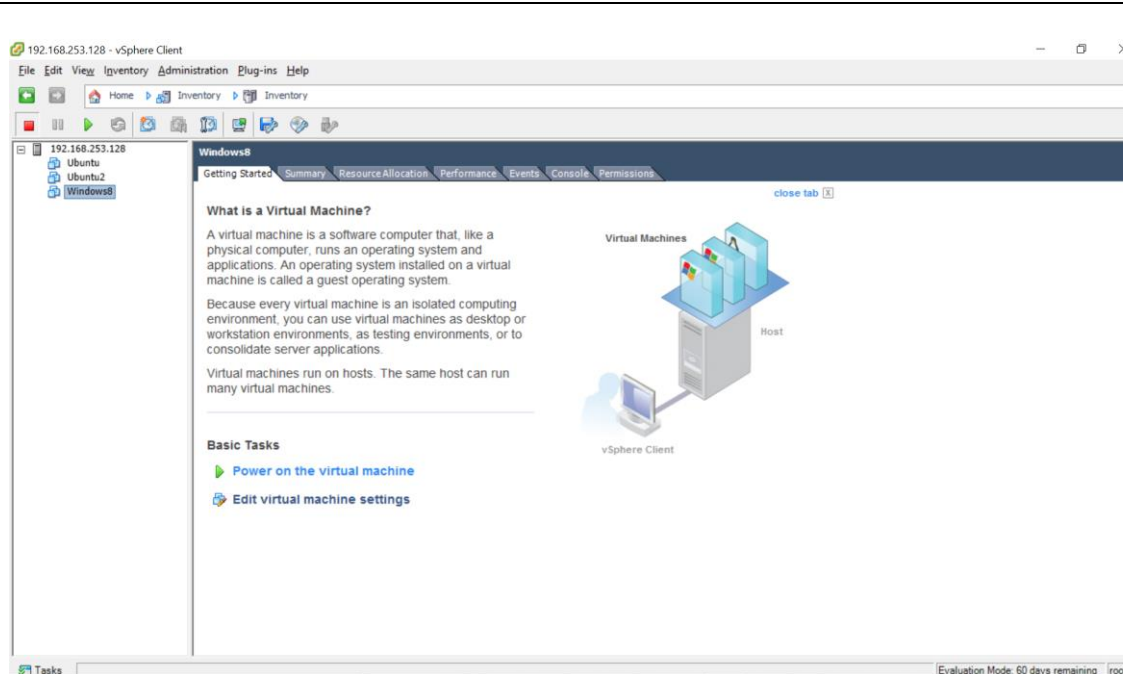 192.168.253.128 - vSphere Client
File Edit View Inventory Administration Plug-ins Help
Home Inventory Inventory
192.168.253.128
Ubuntu
Ubuntu2
Windows8
Windows8
Getting Started Summary Resource Allocation Performance Events Console Permissions
close tab X
What is a Virtual Machine?
A virtual machine is a software computer that, like a
physical computer, runs an operating system and
applications. An operating system installed on a virtual
machine is called a guest operating system.
Because every virtual machine is an isolated computing
environment, you can use virtual machines as desktop or
workstation environments, as testing environments, or to
consolidate server applications.
Virtual machines run on hosts. The same host can run
many virtual machines.
Basic Tasks
Power on the virtual machine
Edit virtual machine settings
Virtual Machines
Host
vSphere Client
Tasks
Evaluation Mode: 60 days remaining